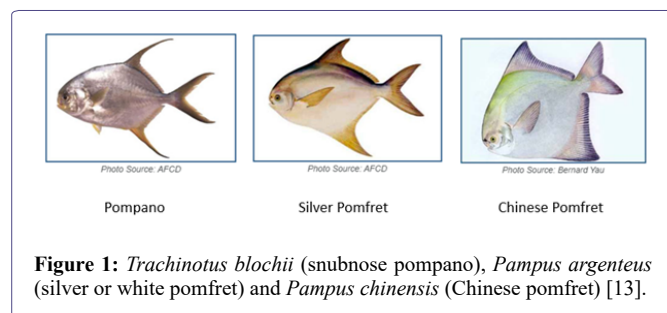 Photo Source: AFCD
Photo Source: AFCD
Photo Source: Bernard Yau
Pompano
Silver Pomfret
Chinese Pomfret
Figure 1: Trachinotus blochii (snubnose pompano), Pampus argenteus
(silver or white pomfret) and Pampus chinensis (Chinese pomfret) [13].